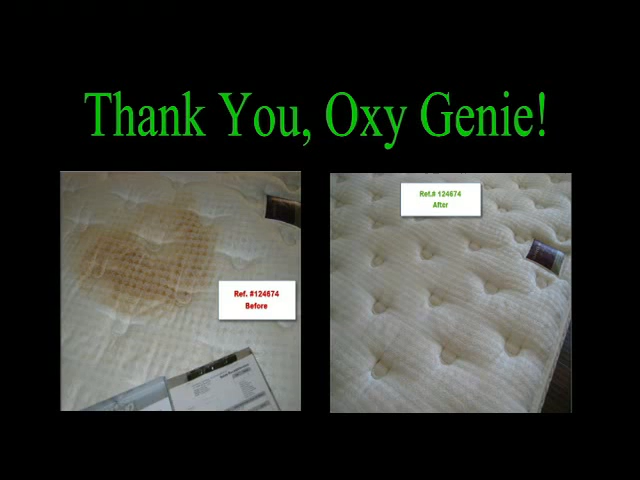 Thank You, Oxy Genie!
Ref. #124674
Before
Ref.# 124674
After